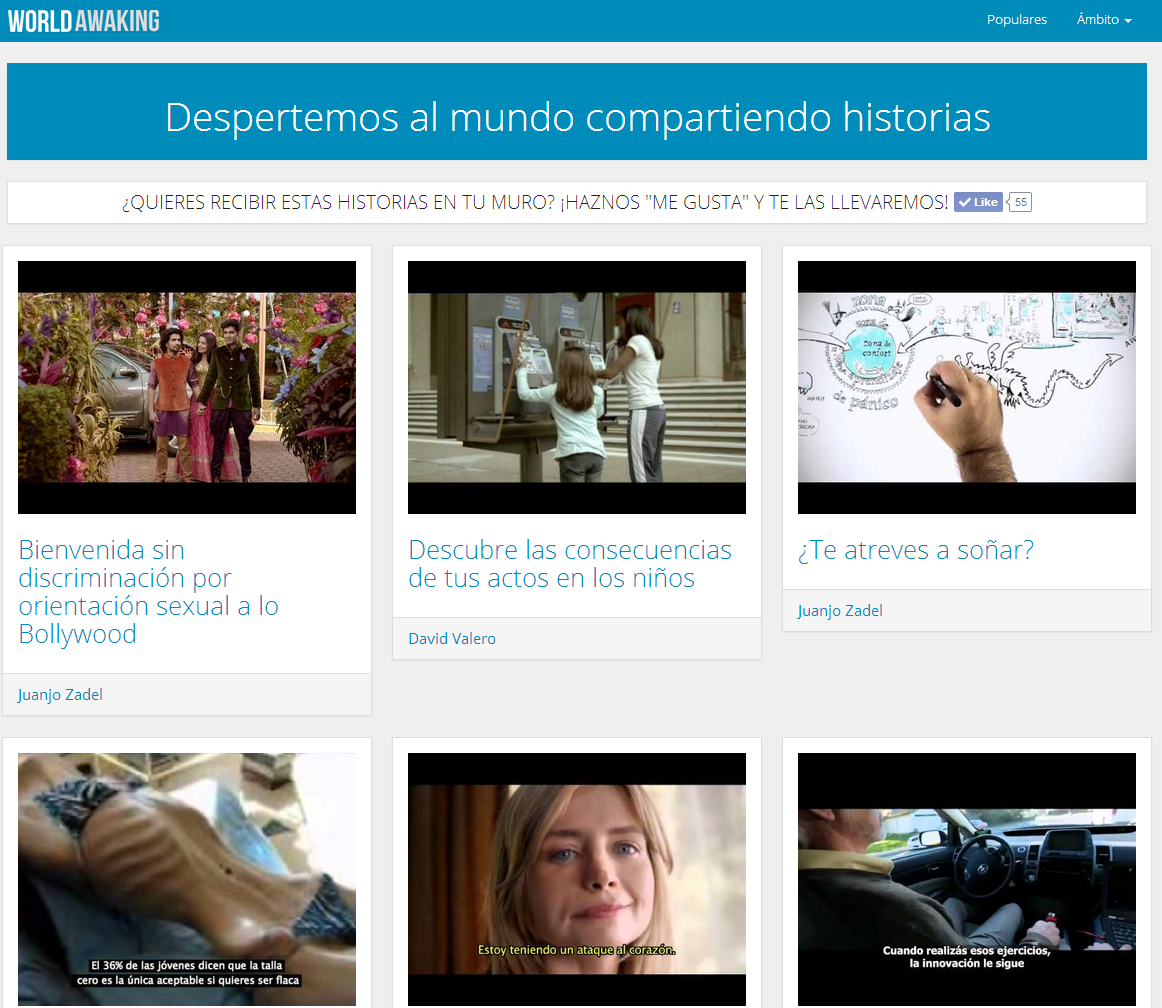 WORLD AWAKING
Populares
Ámbito
Despertemos al mundo compartiendo historias
¿QUIERES RECIBIR ESTAS HISTORIAS EN TU MURO? ¡HAZNOS "ME GUSTA" Y TE LAS LLEVAREMOS! Like 55
zona
zona de
confort
de pánico
Bienvenida sin
discriminación por
orientación sexual a lo
Bollywood
Juanjo Zadel
Descubre las consecuencias
de tus actos en los niños
David Valero
¿Te atreves a soñar?
Juanjo Zadel
El 36% de las jóvenes dicen que la talla
cero es la única aceptable si quieres ser flaca
Estoy teniendo un ataque al corazón.
Cuando realizás esos ejercicios,
la innovación le sigue